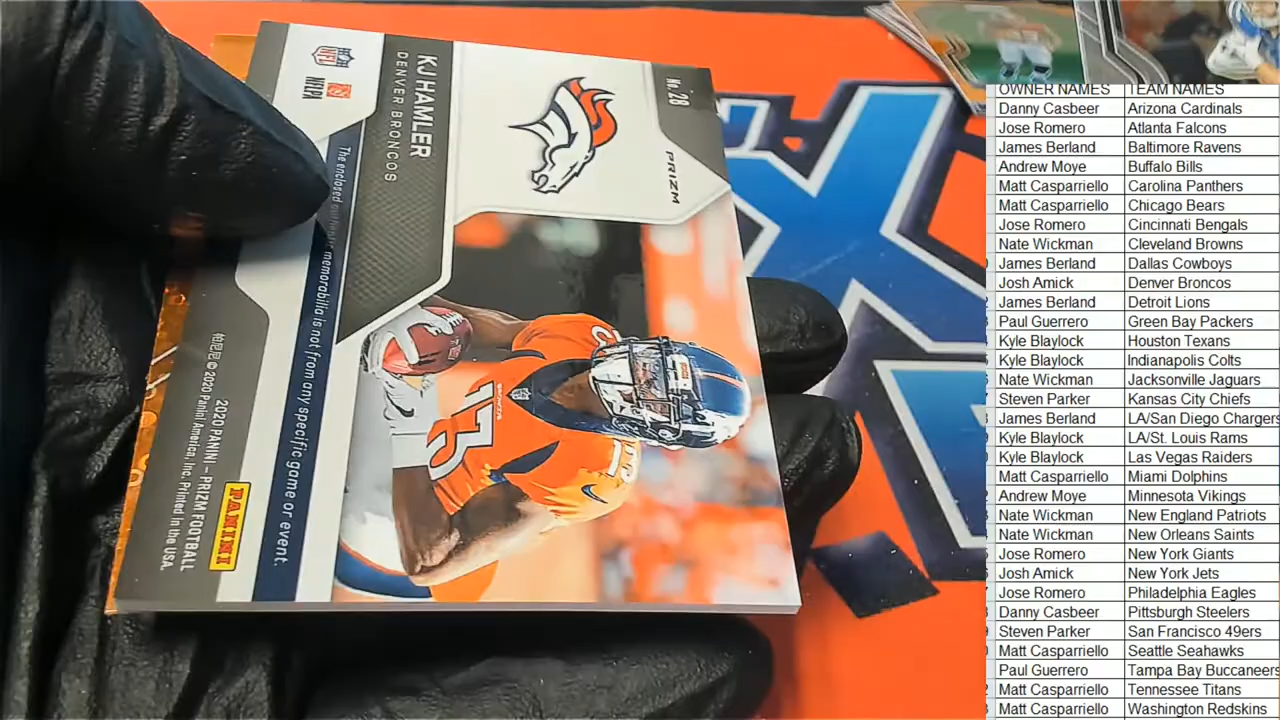 No. 28
PRIZM
KJ HAMLER
DENVER BRONCOS
NFL
NFLPA
The enclosed authentic memorabilia is not from any specific game or event.
13
PANINI
2020 PANINI – PRIZM FOOTBALL
© 2020 Panini America, Inc. Printed in the USA.
OWNER NAMES TEAM NAMES
Danny Casbeer Arizona Cardinals
Jose Romero Atlanta Falcons
James Berland Baltimore Ravens
Andrew Moye Buffalo Bills
Matt Casparriello Carolina Panthers
Matt Casparriello Chicago Bears
Jose Romero Cincinnati Bengals
Nate Wickman Cleveland Browns
James Berland Dallas Cowboys
Josh Amick Denver Broncos
James Berland Detroit Lions
Paul Guerrero Green Bay Packers
Kyle Blaylock Houston Texans
Kyle Blaylock Indianapolis Colts
Nate Wickman Jacksonville Jaguars
Steven Parker Kansas City Chiefs
James Berland LA/San Diego Chargers
Kyle Blaylock LA/St. Louis Rams
Kyle Blaylock Las Vegas Raiders
Matt Casparriello Miami Dolphins
Andrew Moye Minnesota Vikings
Nate Wickman New England Patriots
Nate Wickman New Orleans Saints
Jose Romero New York Giants
Josh Amick New York Jets
Jose Romero Philadelphia Eagles
Danny Casbeer Pittsburgh Steelers
Steven Parker San Francisco 49ers
Matt Casparriello Seattle Seahawks
Paul Guerrero Tampa Bay Buccaneers
Matt Casparriello Tennessee Titans
Matt Casparriello Washington Redskins